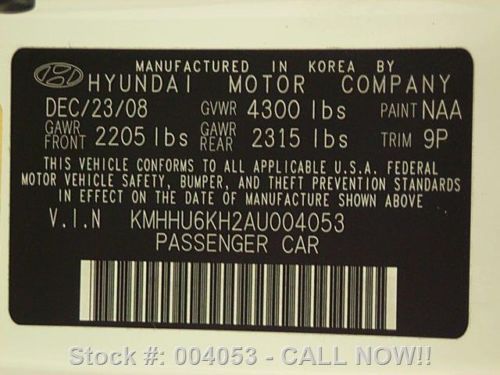 MANUFACTURED IN KOREA BY
HYUNDAI MOTOR COMPANY
DEC/23/08 GVWR 4300 lbs PAINT NAA
GAWR FRONT 2205 lbs GAWR REAR 2315 lbs TRIM 9P
THIS VEHICLE CONFORMS TO ALL APPLICABLE U.S.A. FEDERAL
MOTOR VEHICLE SAFETY, BUMPER, AND THEFT PREVENTION STANDARDS
IN EFFECT ON THE DATE OF MANUFACTURE SHOWN ABOVE
V.I.N KMHHU6KH2AU004053
PASSENGER CAR
Stock #: 004053 - CALL NOW!!